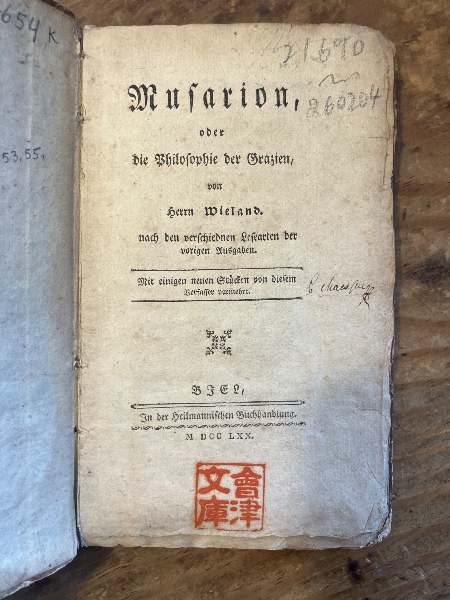 654 K
53,55,
21690
260204
Musarion,
oder
die Philosophie der Grazien,
von
Herrn Wieland.
nach den verschiednen Lesearten der
vorigen Ausgaben.
Mit einigen neuen Stücken von diesem
Verfasser vermehrt.
BIEL,
In der Heilmannischen Buchhandlung.
M DCC LXX.
會津
文庫